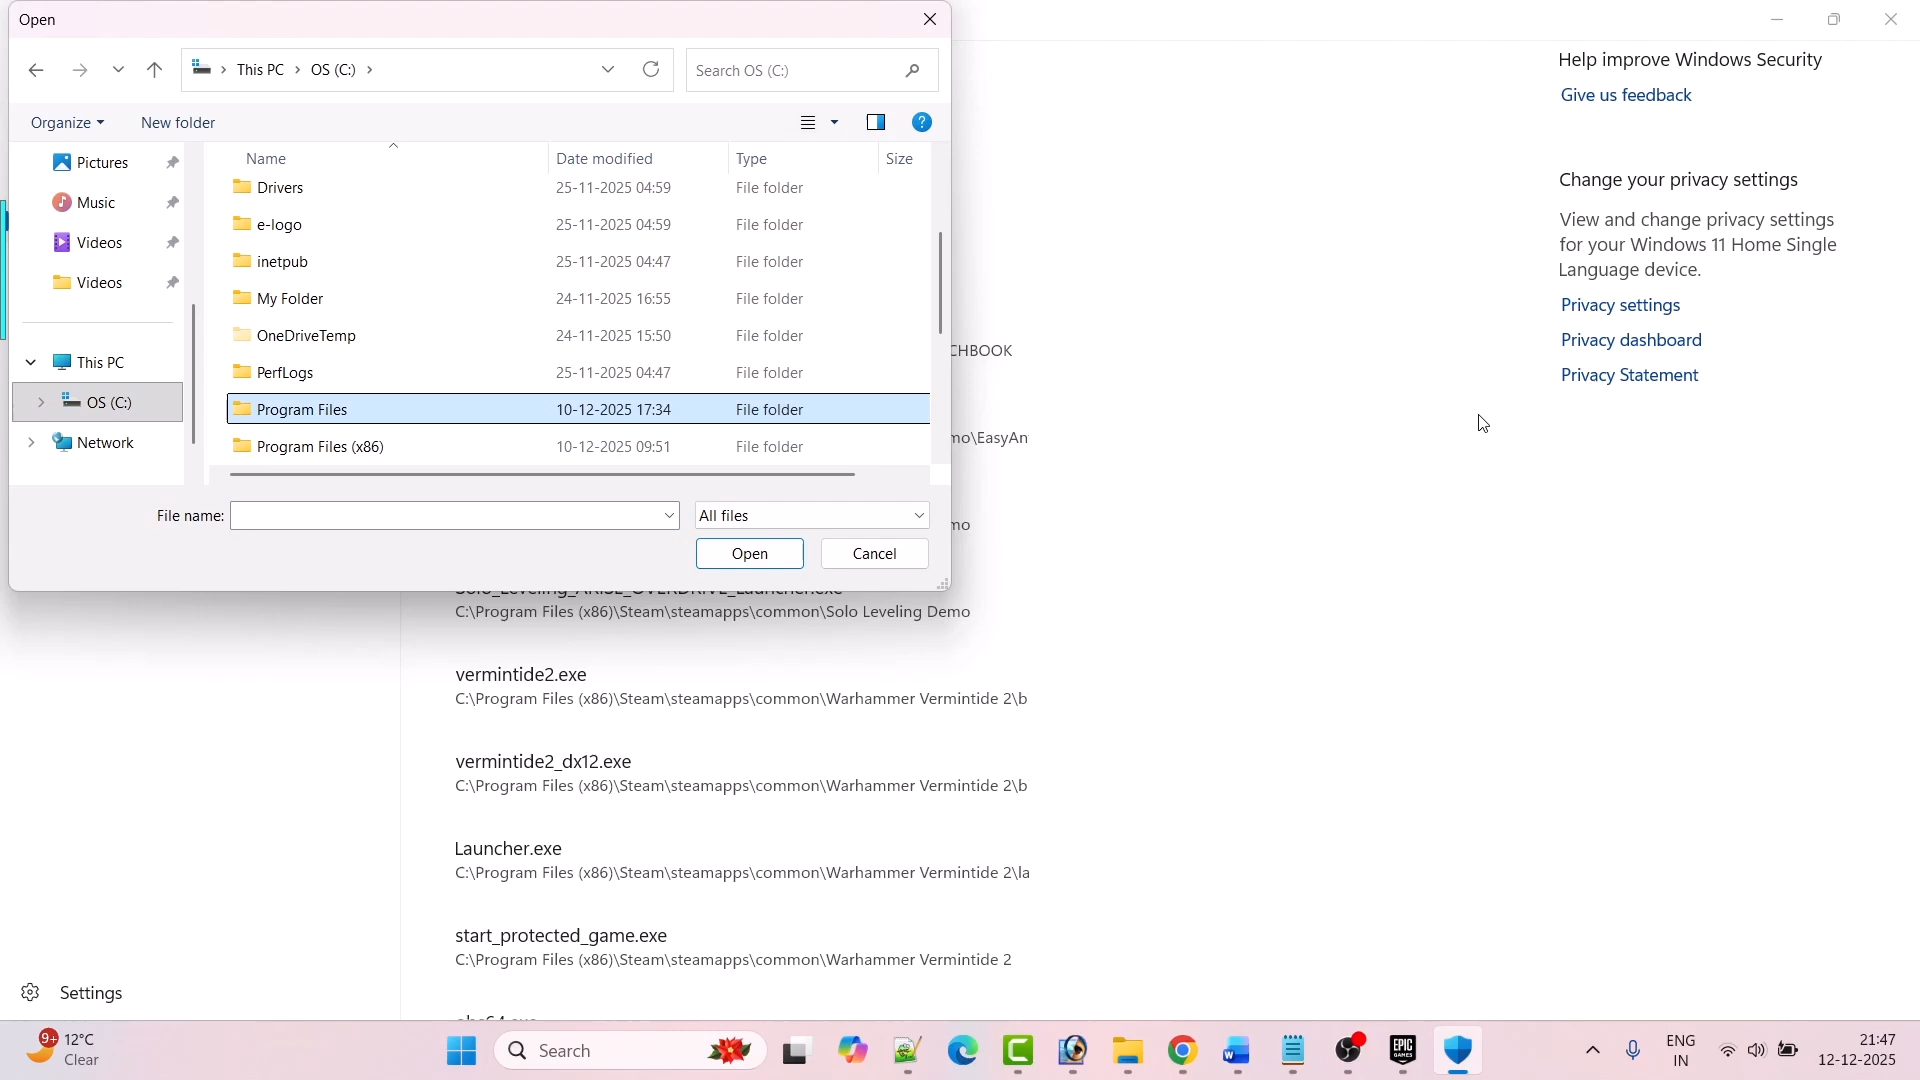 Open
This PC
OS (C:)
Search OS (C:)
Organize
New folder
?
Pictures
Music
Videos
Videos
This PC
OS (C:)
Network
Name
Date modified
Type
Size
Drivers
25-11-2025 04:59
File folder
e-logo
25-11-2025 04:59
File folder
inetpub
25-11-2025 04:47
File folder
My Folder
24-11-2025 16:55
File folder
OneDriveTemp
24-11-2025 15:50
File folder
PerfLogs
25-11-2025 04:47
File folder
Program Files
10-12-2025 17:34
File folder
Program Files (x86)
10-12-2025 09:51
File folder
File name:
All files
Open
Cancel
CHBOOK
mo\EasyAn
mo
Solo_Leveling_ARISE_OVERDRIVE_Launcher.exe
C:\Program Files (x86)\Steam\steamapps\common\Solo Leveling Demo
vermintide2.exe
C:\Program Files (x86)\Steam\steamapps\common\Warhammer Vermintide 2\b
vermintide2_dx12.exe
C:\Program Files (x86)\Steam\steamapps\common\Warhammer Vermintide 2\b
Launcher.exe
C:\Program Files (x86)\Steam\steamapps\common\Warhammer Vermintide 2\la
start_protected_game.exe
C:\Program Files (x86)\Steam\steamapps\common\Warhammer Vermintide 2
obs64.exe
Help improve Windows Security
Give us feedback
Change your privacy settings
View and change privacy settings
for your Windows 11 Home Single
Language device.
Privacy settings
Privacy dashboard
Privacy Statement
Settings
9+
12°C
Clear
Search
W
EPIC
GAMES
ENG
IN
21:47
12-12-2025